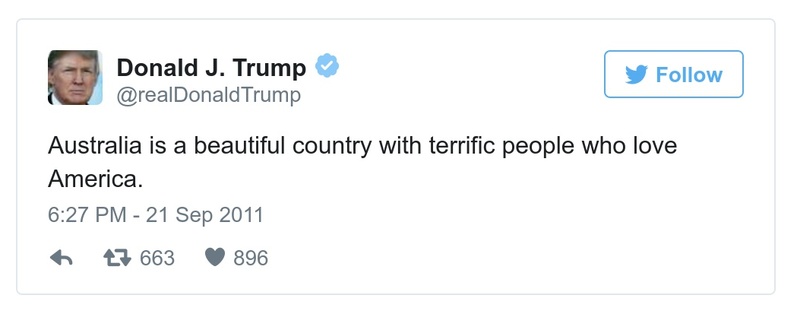 Donald J. Trump
@realDonaldTrump
Follow
Australia is a beautiful country with terrific people who love
America.
6:27 PM - 21 Sep 2011
663 896